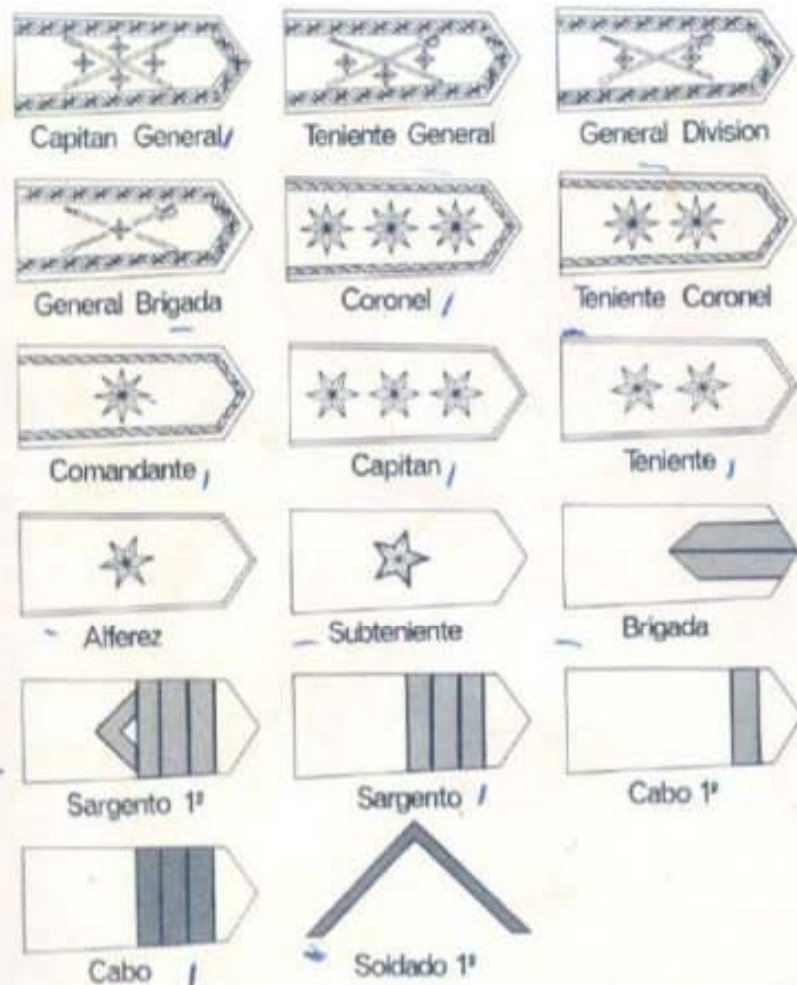 Capitan General
Teniente General
General Division
General Brigada
Coronel
Teniente Coronel
Comandante
Capitan
Teniente
Alferez
Subteniente
Brigada
Sargento 1º
Sargento
Cabo 1º
Cabo
Soldado 1º